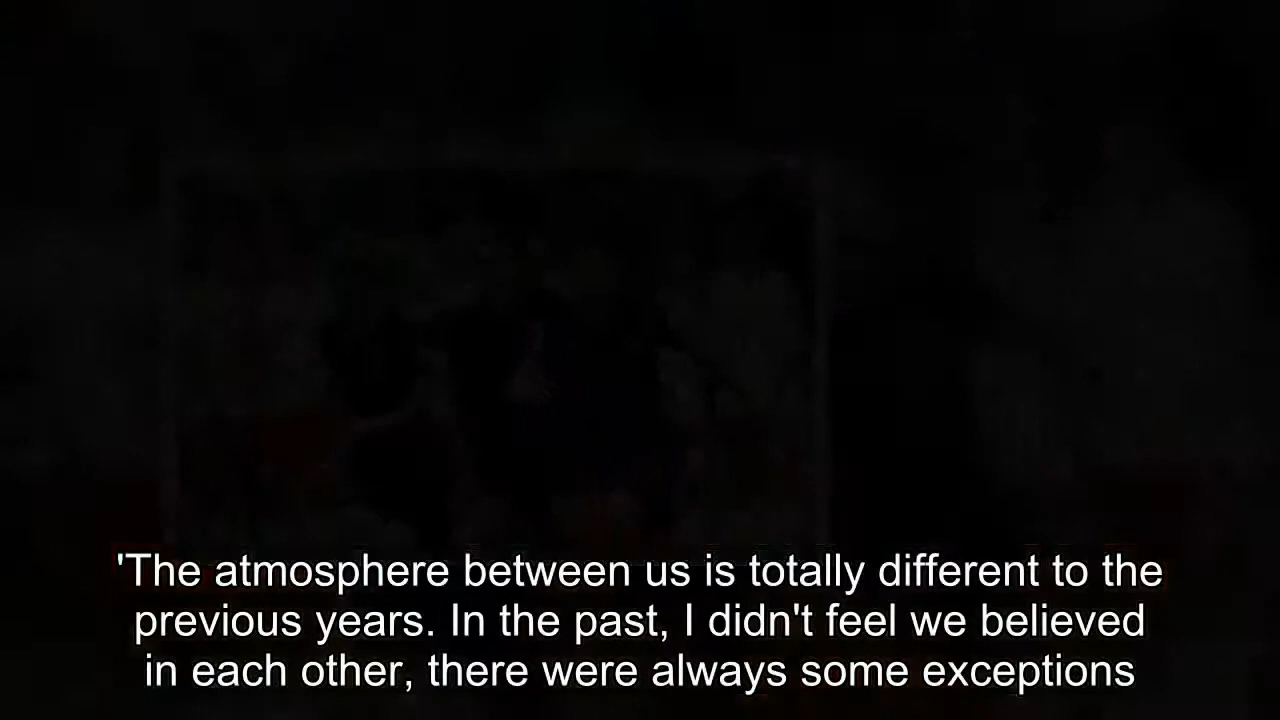 'The atmosphere between us is totally different to the
previous years. In the past, I didn't feel we believed
in each other, there were always some exceptions